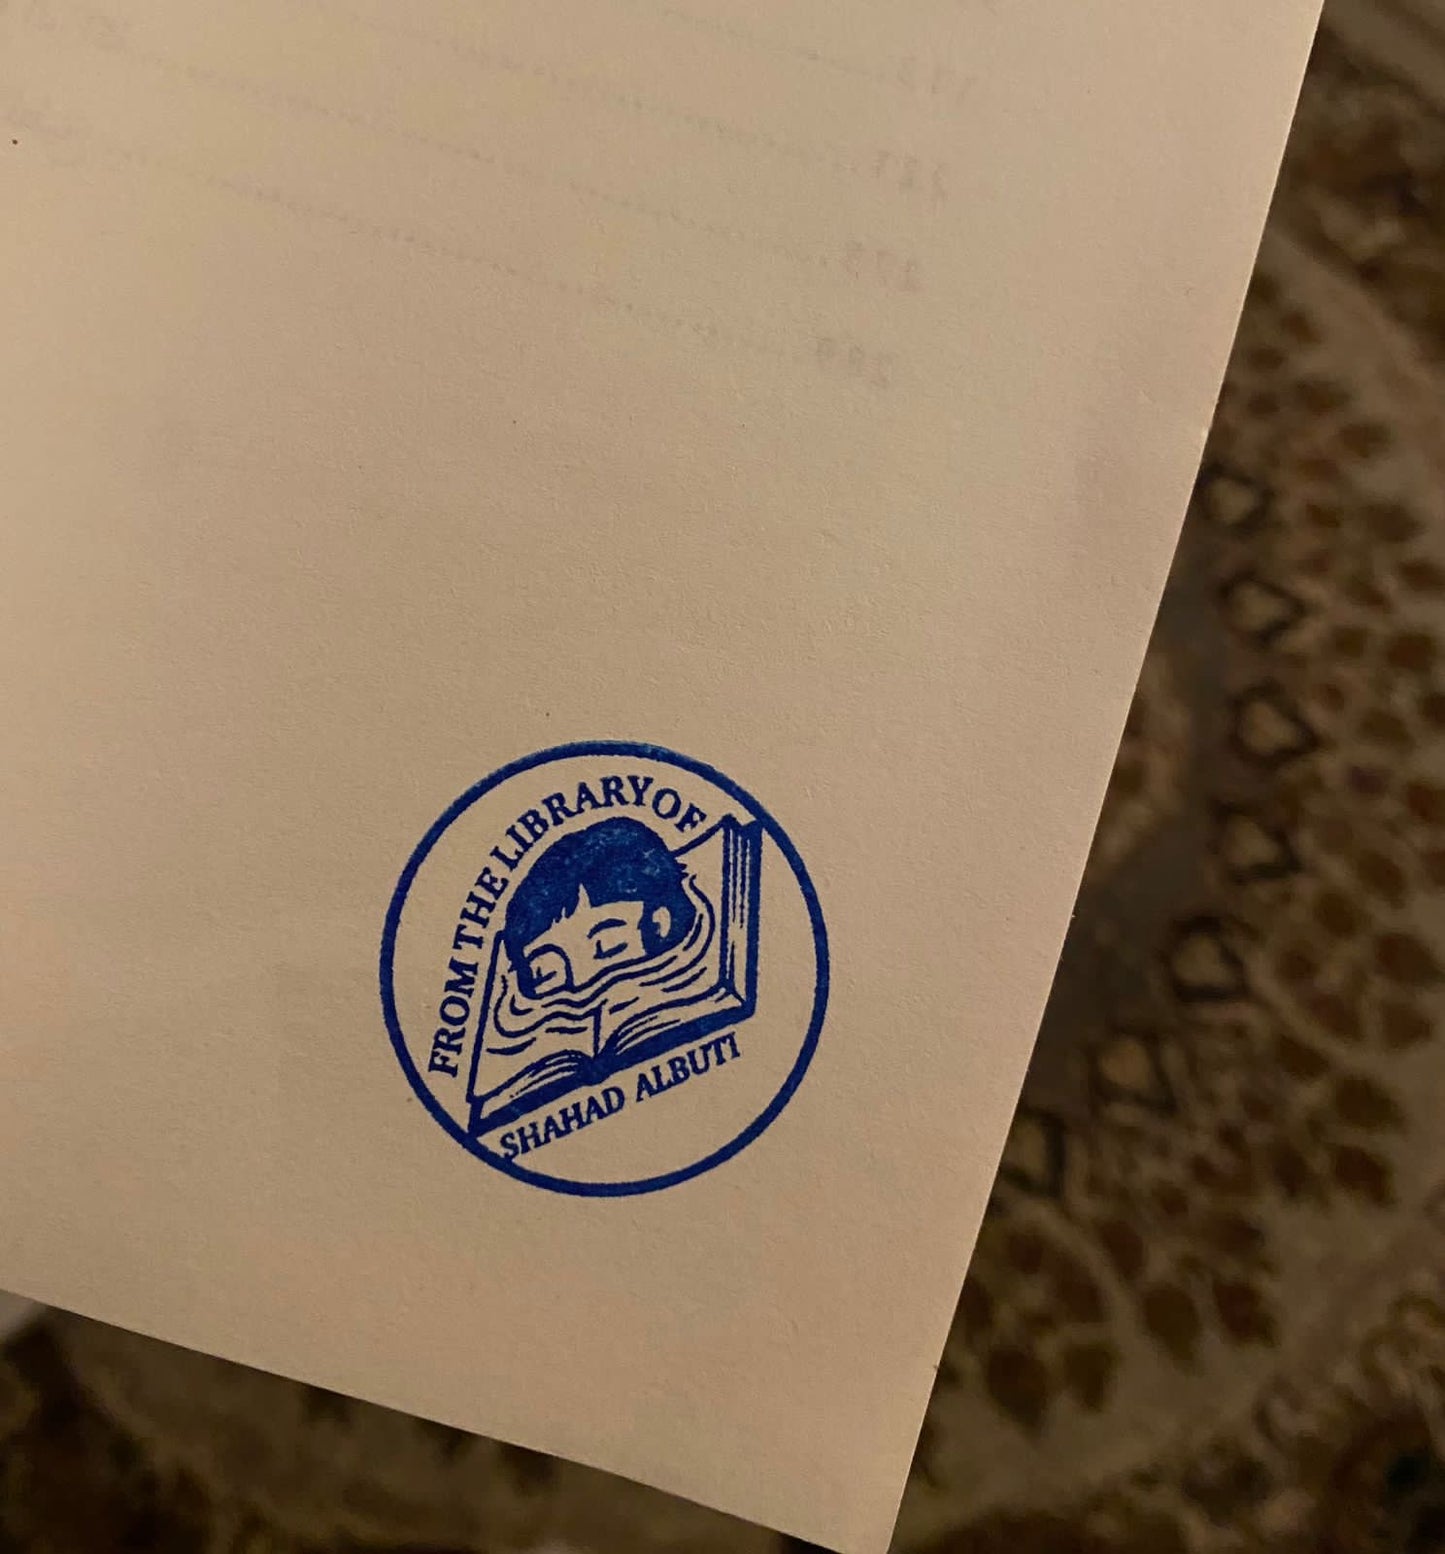 FROM THE LIBRARY OF
SHAHAD ALBUTI